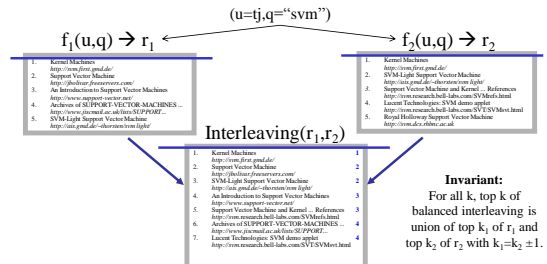 (u=tj,q="svm")
f1(u,q) → r1
1. Kernel Machines
http://svm.first.gmd.de/
2. Support Vector Machine
http://jbolivar.freeservers.com/
3. An Introduction to Support Vector Machines
http://www.support-vector.net/
4. Archives of SUPPORT-VECTOR-MACHINES ...
http://www.jiscmail.ac.uk/lists/SUPPORT...
5. SVM-Light Support Vector Machine
http://ais.gmd.de/~thorsten/svm light/
f2(u,q) → r2
1. Kernel Machines
http://svm.first.gmd.de/
2. SVM-Light Support Vector Machine
http://ais.gmd.de/~thorsten/svm light/
3. Support Vector Machine and Kernel ... References
http://svm.research.bell-labs.com/SVMrefs.html
4. Lucent Technologies: SVM demo applet
http://svm.research.bell-labs.com/SVT/SVMsvt.html
5. Royal Holloway Support Vector Machine
http://svm.dcs.rhbnc.ac.uk
Interleaving(r1,r2)
1. Kernel Machines 1
http://svm.first.gmd.de/
2. Support Vector Machine 2
http://jbolivar.freeservers.com/
3. SVM-Light Support Vector Machine 2
http://ais.gmd.de/~thorsten/svm light/
4. An Introduction to Support Vector Machines 3
http://www.support-vector.net/
5. Support Vector Machine and Kernel ... References 3
http://svm.research.bell-labs.com/SVMrefs.html
6. Archives of SUPPORT-VECTOR-MACHINES ... 4
http://www.jiscmail.ac.uk/lists/SUPPORT...
7. Lucent Technologies: SVM demo applet 4
http://svm.research.bell-labs.com/SVT/SVMsvt.html
Invariant:
For all k, top k of
balanced interleaving is
union of top k1 of r1 and
top k2 of r2 with k1=k2 ±1.